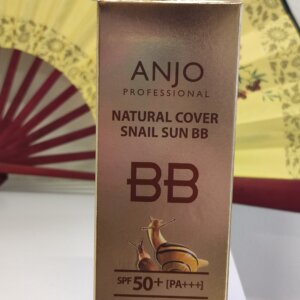 ANJO
PROFESSIONAL
NATURAL COVER
SNAIL SUN BB
BB
SPF 50+ [PA+++]